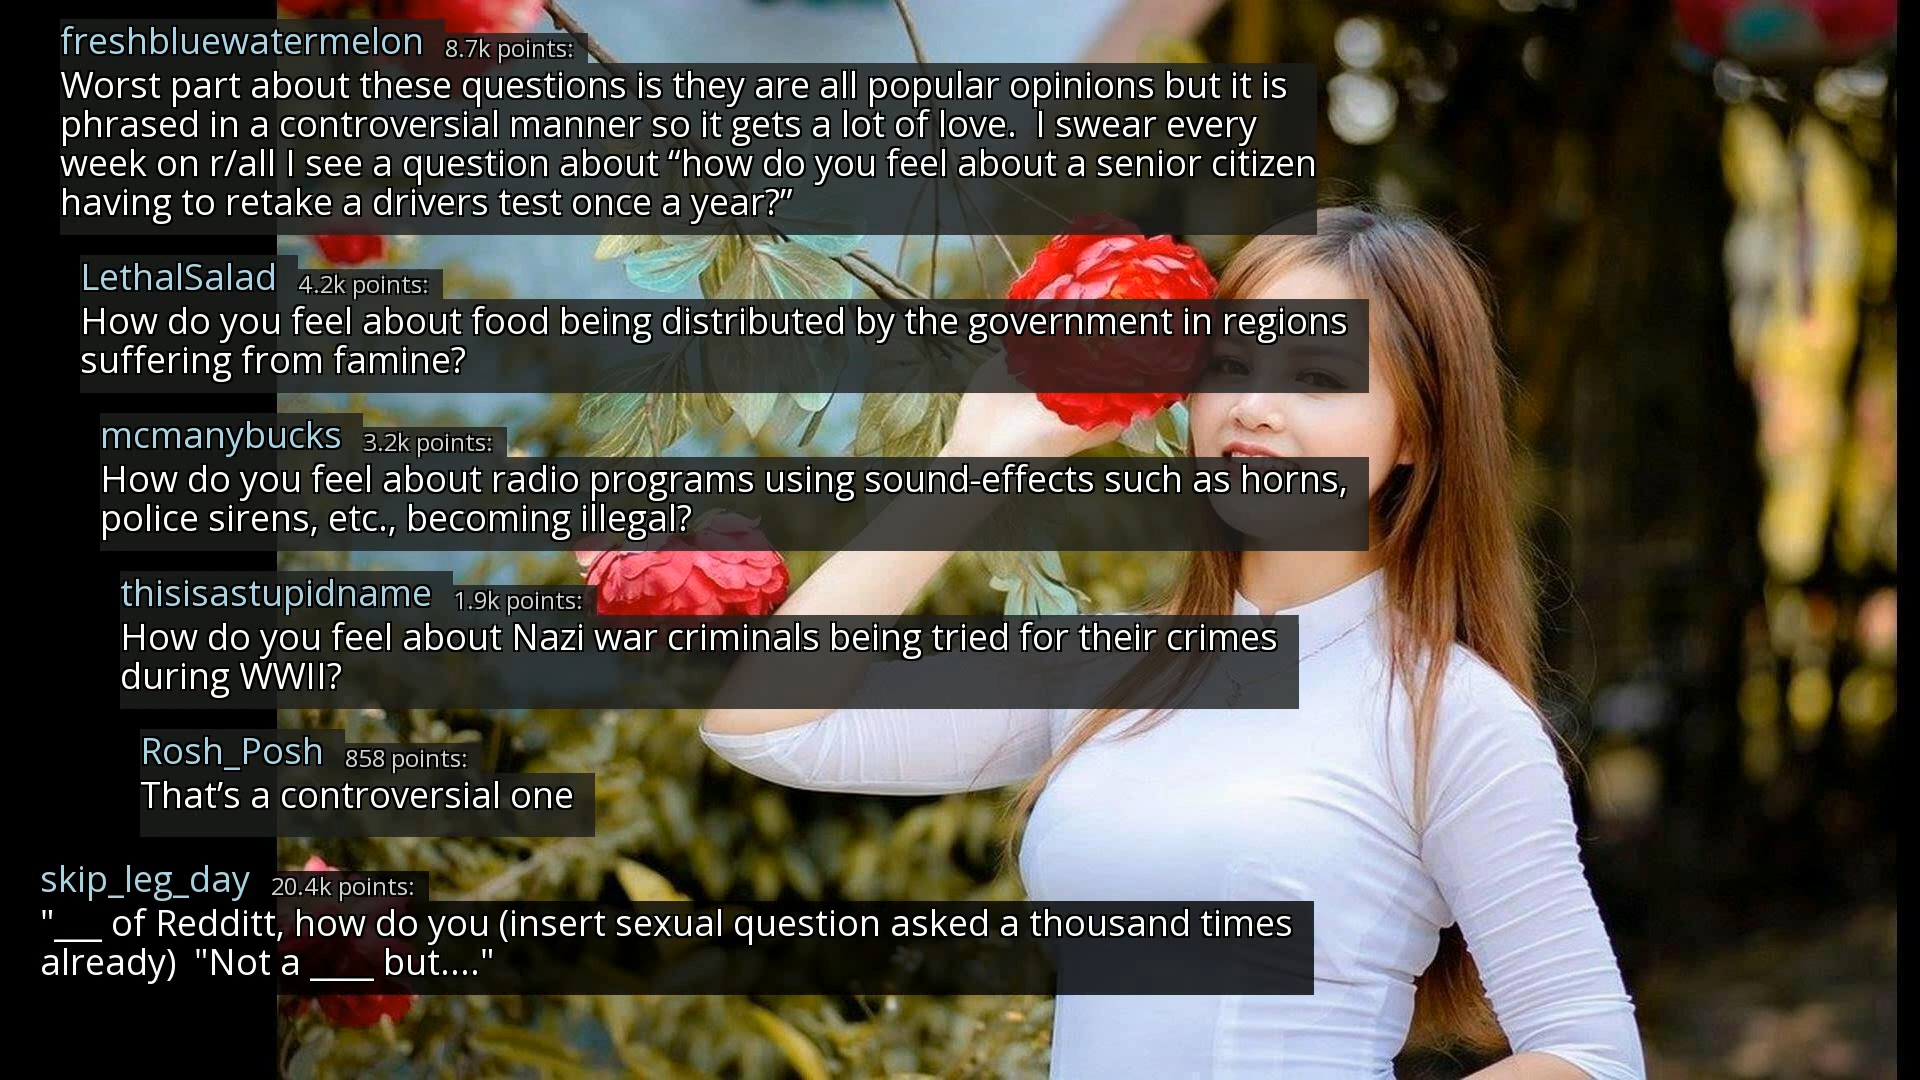 freshbluewatermelon 8.7k points:
Worst part about these questions is they are all popular opinions but it is
phrased in a controversial manner so it gets a lot of love.  I swear every
week on r/all I see a question about “how do you feel about a senior citizen
having to retake a drivers test once a year?”
LethalSalad 4.2k points:
How do you feel about food being distributed by the government in regions
suffering from famine?
mcmanybucks 3.2k points:
How do you feel about radio programs using sound-effects such as horns,
police sirens, etc., becoming illegal?
thisisastupidname 1.9k points:
How do you feel about Nazi war criminals being tried for their crimes
during WWII?
Rosh_Posh 858 points:
That’s a controversial one
skip_leg_day 20.4k points:
"___ of Redditt, how do you (insert sexual question asked a thousand times
already)  "Not a ____ but...."